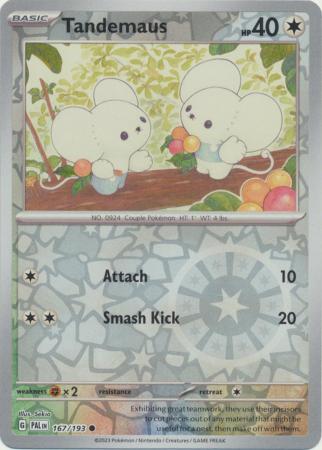 BASIC
Tandemaus
HP40
NO. 0924 Couple Pokémon HT: 1' WT: 4 lbs.
Attach 10
Smash Kick 20
weakness ×2 resistance retreat
Illus. Sekio
G PAL EN 167/193
Exhibiting great teamwork, they use their incisors to
cut pieces out of any material that might be
useful for a nest, then make off with them.
©2023 Pokémon / Nintendo / Creatures / GAME FREAK